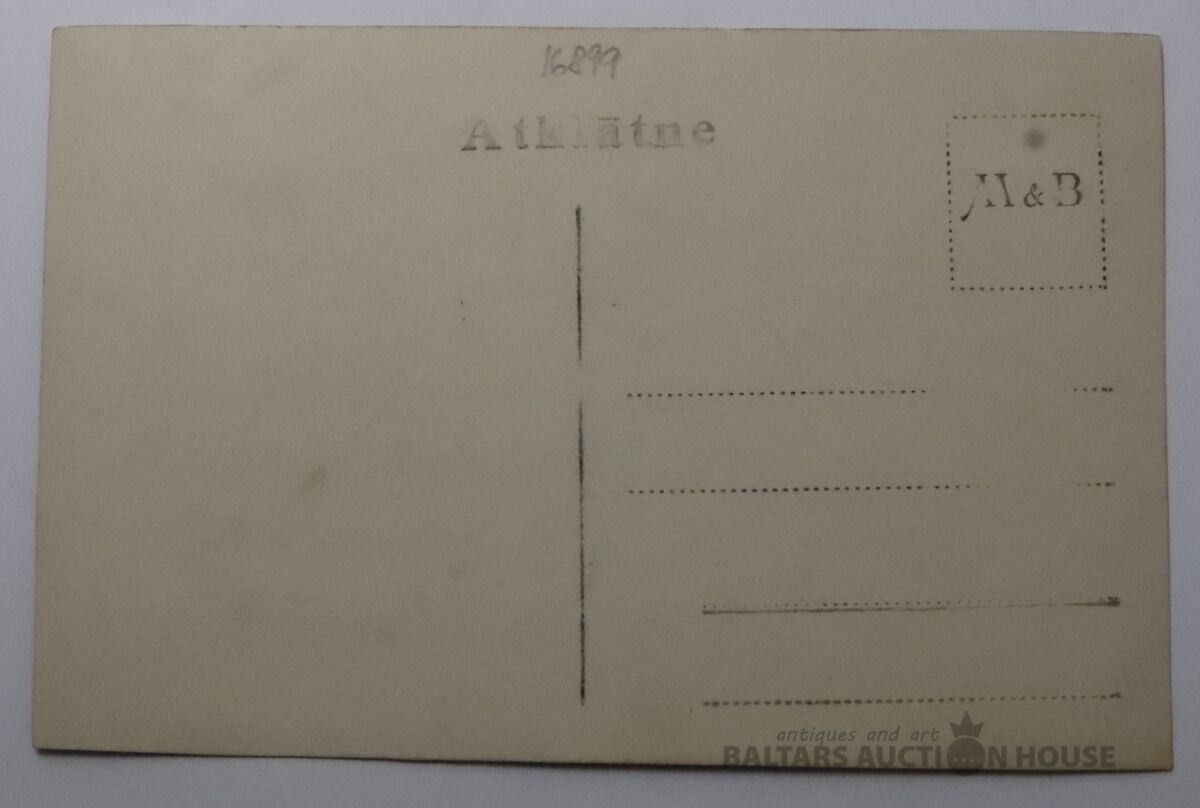 16899
Atklātne
M & B
antiques and art
BALTARS AUCTION HOUSE